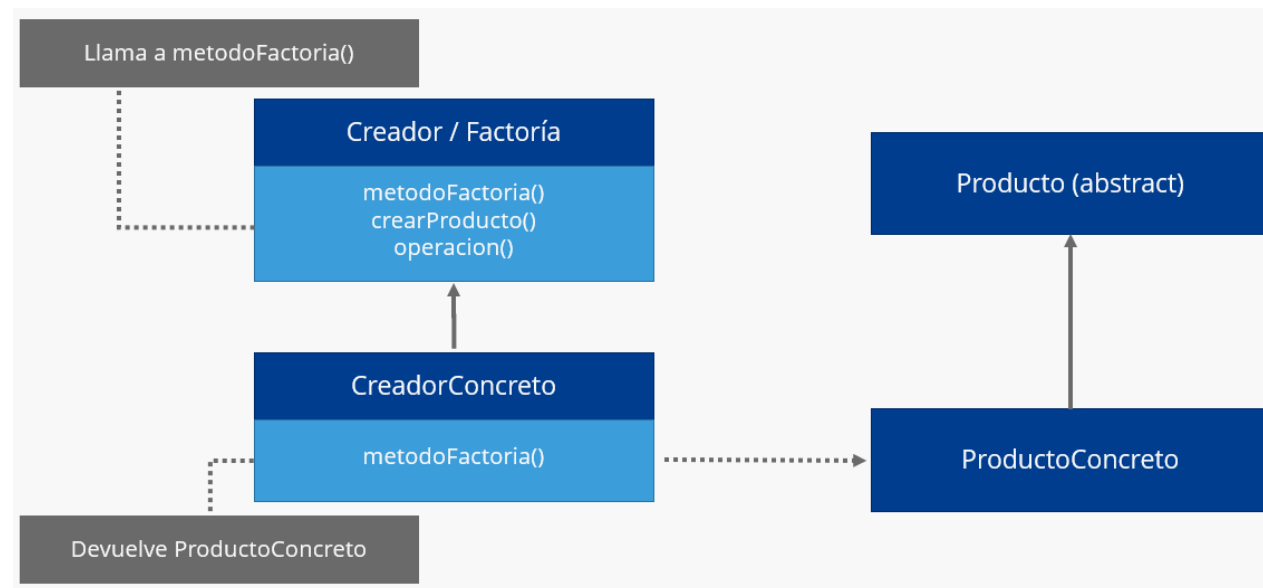 Llama a metodoFactoria()
Creador / Factoría
metodoFactoria()
crearProducto()
operacion()
Producto (abstract)
CreadorConcreto
metodoFactoria()
ProductoConcreto
Devuelve ProductoConcreto